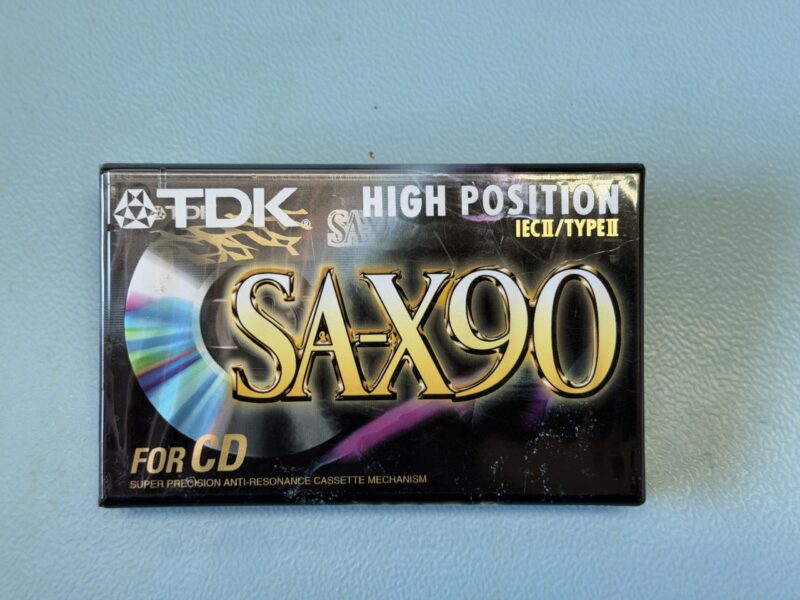 TDK®
HIGH POSITION
IECII/TYPEII
SA-X90
FOR CD
SUPER PRECISION ANTI-RESONANCE CASSETTE MECHANISM